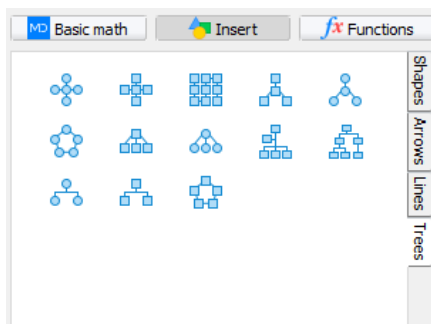 MD Basic math
Insert
fx Functions
Shapes
Arrows
Lines
Trees